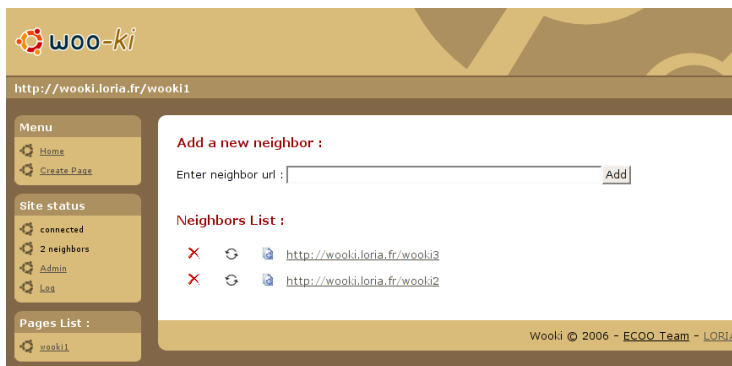 woo-ki
http://wooki.loria.fr/wooki1
Menu
Home
Create Page
Site status
connected
2 neighbors
Admin
Log
Pages List :
wooki1
Add a new neighbor :
Enter neighbor url : Add
Neighbors List :
http://wooki.loria.fr/wooki3
http://wooki.loria.fr/wooki2
Wooki © 2006 - ECOO Team - LORIA